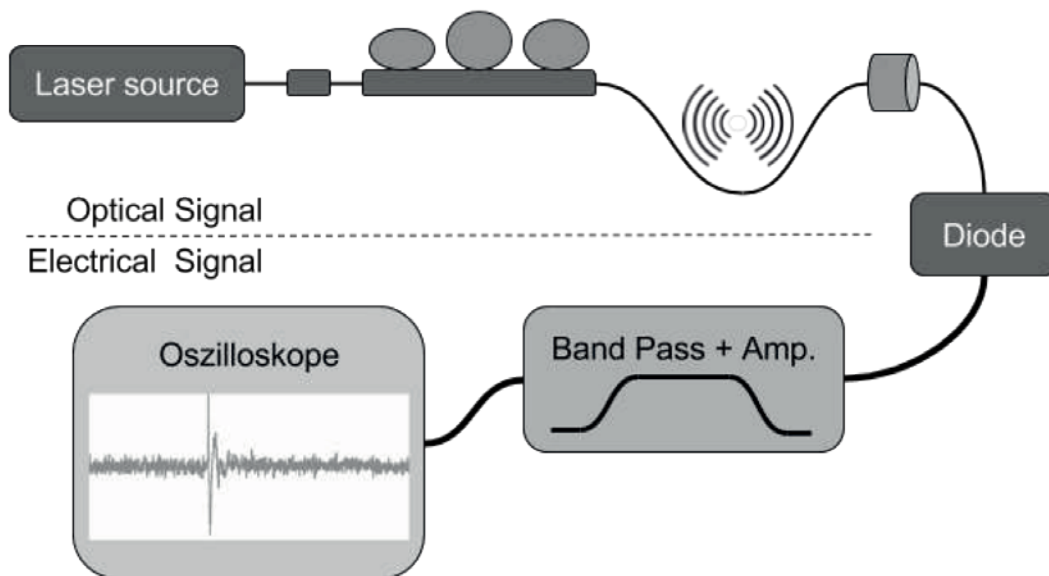 Laser source
Optical Signal
Electrical Signal
Diode
Oszilloskope
Band Pass + Amp.